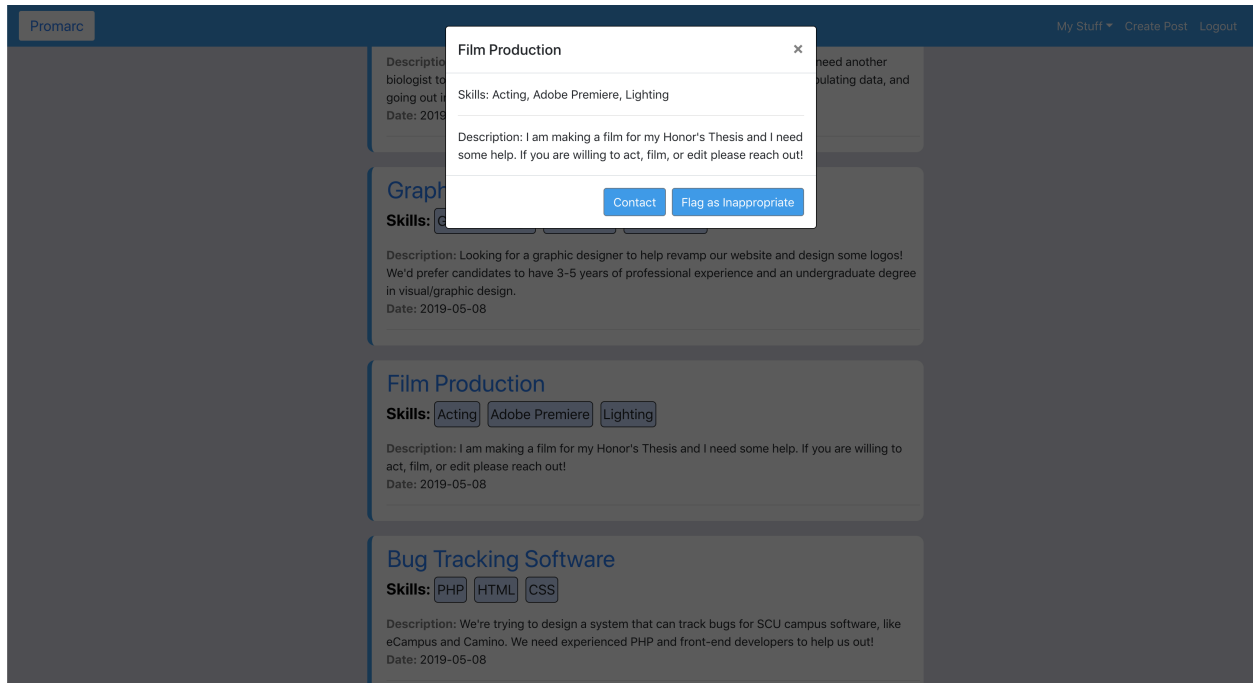 Promarc
My Stuff Create Post Logout
Film Production ×
Skills: Acting, Adobe Premiere, Lighting
Description: I am making a film for my Honor's Thesis and I need
some help. If you are willing to act, film, or edit please reach out!
Contact Flag as Inappropriate
need another
biologist to
going out
Date: 2019
Skills:
Description: Looking for a graphic designer to help revamp our website and design some logos!
We'd prefer candidates to have 3-5 years of professional experience and an undergraduate degree
in visual/graphic design.
Date: 2019-05-08
Film Production
Skills: Acting Adobe Premiere Lighting
Description: I am making a film for my Honor's Thesis and I need some help. If you are willing to
act, film, or edit please reach out!
Date: 2019-05-08
Bug Tracking Software
Skills: PHP HTML CSS
Description: We're trying to design a system that can track bugs for SCU campus software, like
eCampus and Camino. We need experienced PHP and front-end developers to help us out!
Date: 2019-05-08